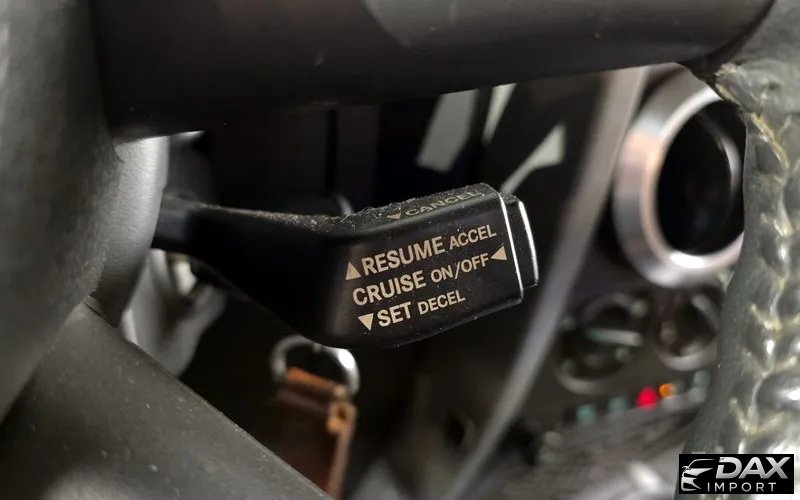 ▼CANCEL
▲RESUME ACCEL
CRUISE ON/OFF◀
▼SET DECEL
DAX
IMPORT